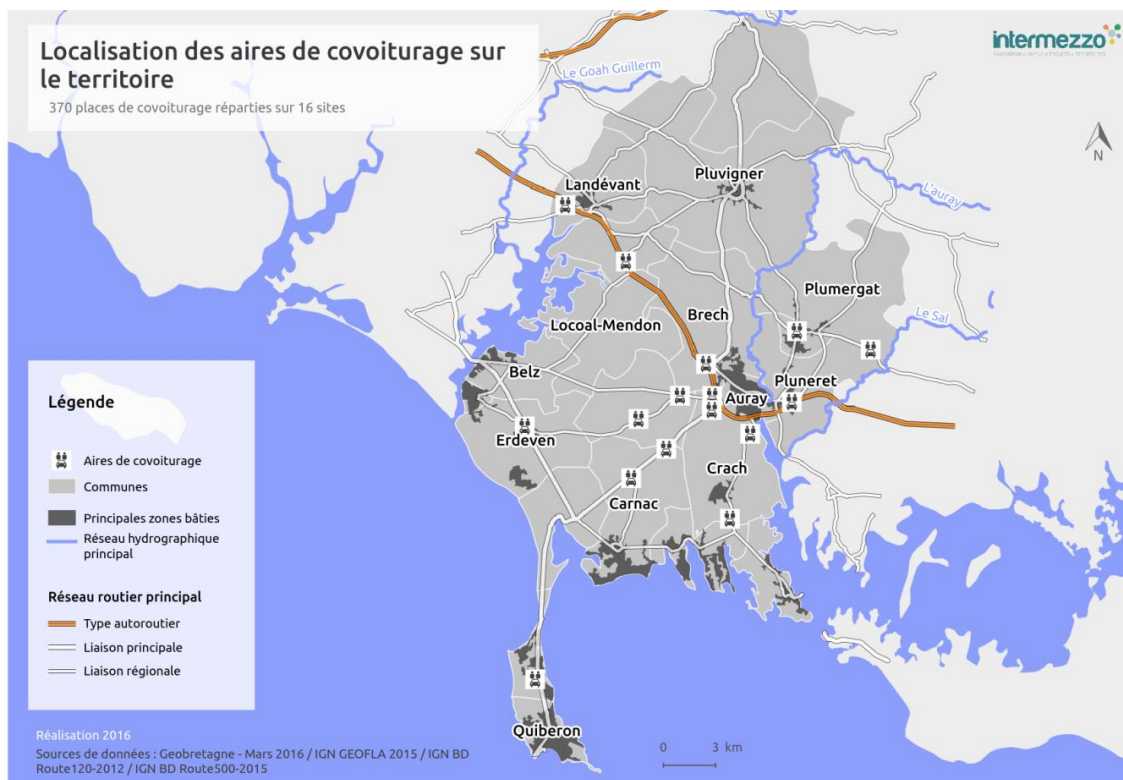 Localisation des aires de covoiturage sur
le territoire
370 places de covoiturage réparties sur 16 sites
intermezzo
Le Goah Guillerm
N
Landévant
Pluvigner
L'auray
Plumergat
Le Sal
Brech
Locoal-Mendon
Belz
Pluneret
Auray
Erdeven
Crach
Carnac
Quiberon
Légende
Aires de covoiturage
Communes
Principales zones bâties
Réseau hydrographique
principal
Réseau routier principal
Type autoroutier
Liaison principale
Liaison régionale
Réalisation 2016
Sources de données : Geobretagne - Mars 2016 / IGN GEOFLA 2015 / IGN BD
Route120-2012 / IGN BD Route500-2015
0 3 km